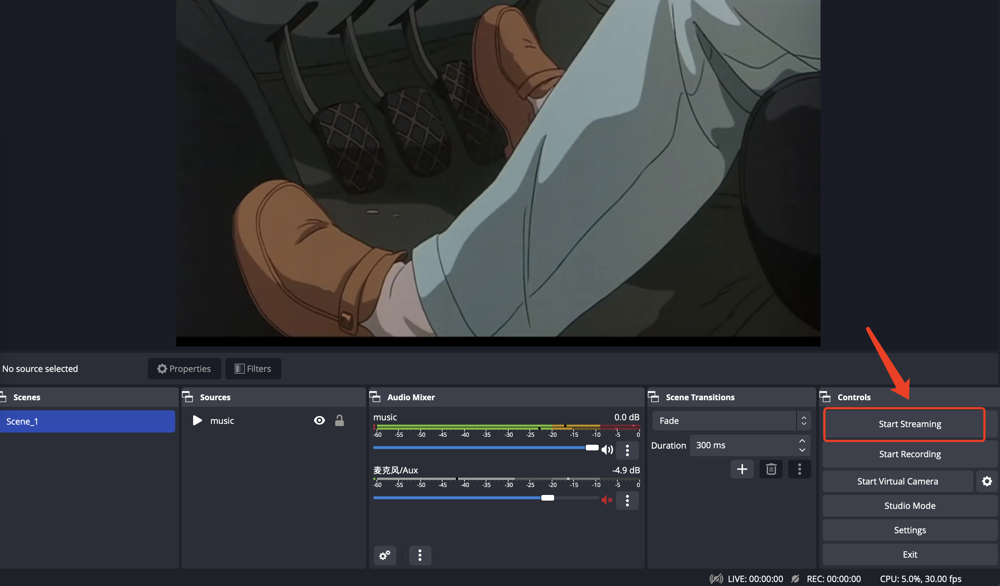 No source selected
Properties
Filters
Scenes
Scene_1
Sources
music
Audio Mixer
music 0.0 dB
-60 -55 -50 -45 -40 -35 -30 -25 -20 -15 -10 -5 0
麦克风/Aux -4.9 dB
-60 -55 -50 -45 -40 -35 -30 -25 -20 -15 -10 -5 0
Scene Transitions
Fade
Duration 300 ms
Controls
Start Streaming
Start Recording
Start Virtual Camera
Studio Mode
Settings
Exit
LIVE: 00:00:00 REC: 00:00:00 CPU: 5.0%, 30.00 fps